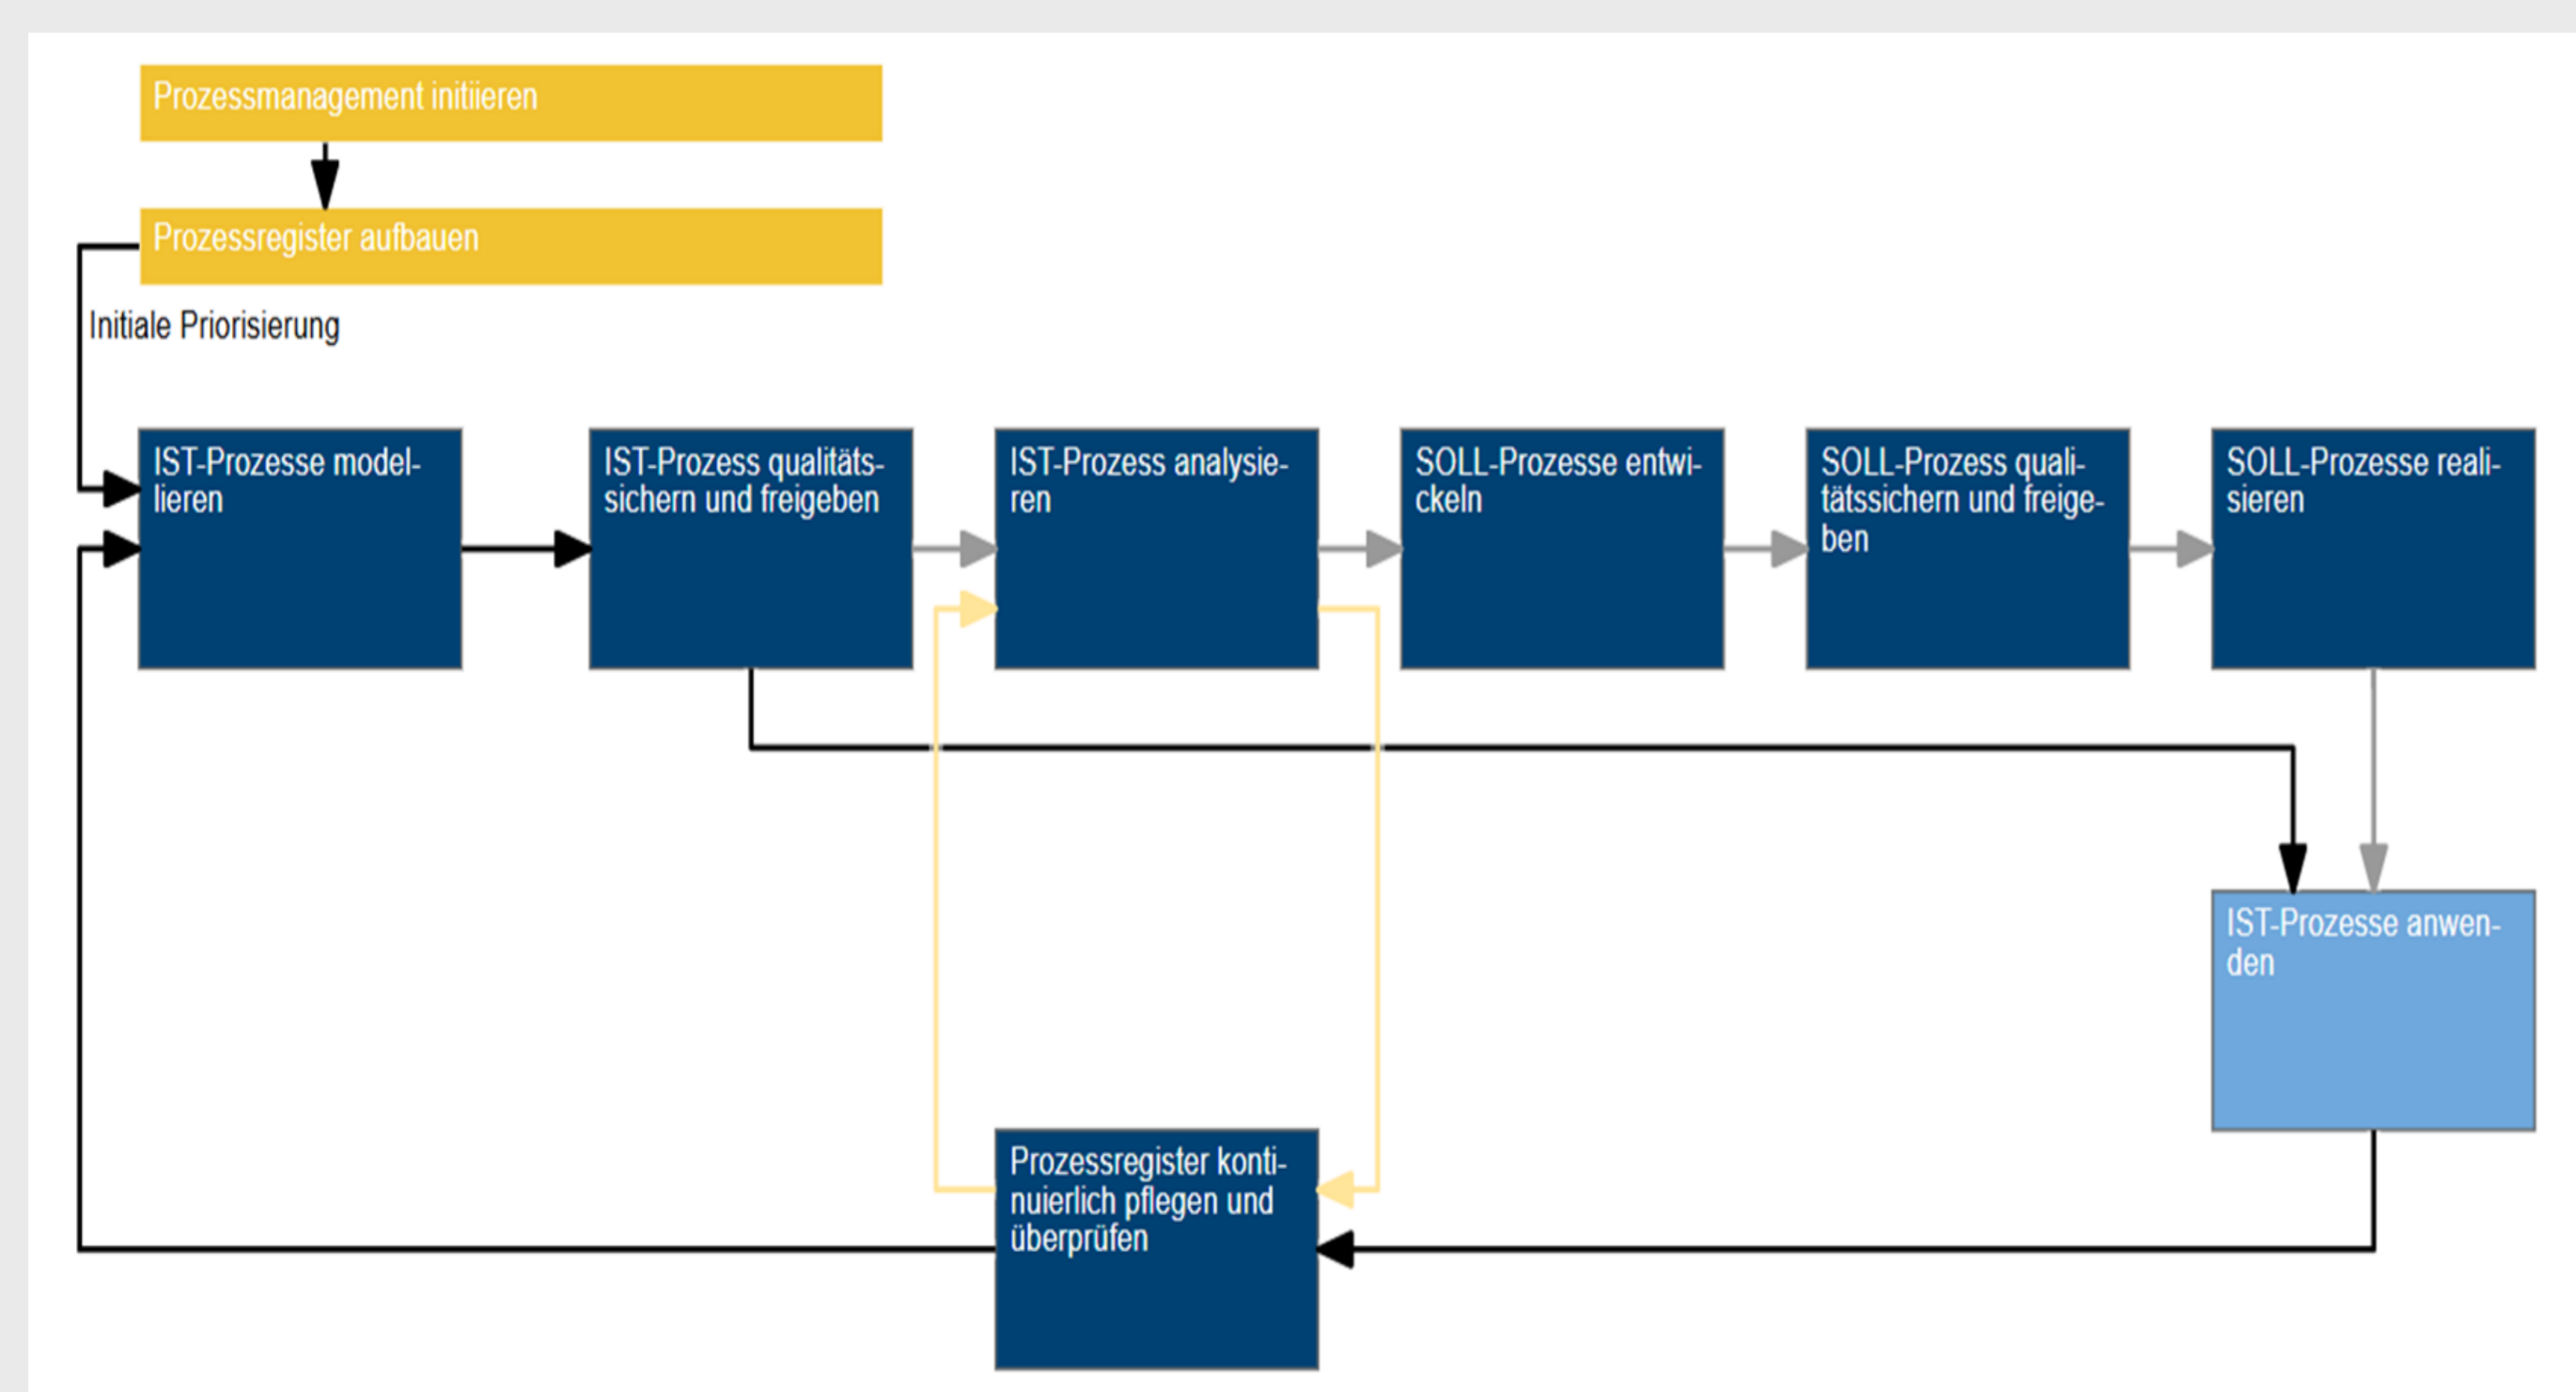 Prozessmanagement initiieren
Prozessregister aufbauen
Initiale Priorisierung
IST-Prozesse model-
lieren
IST-Prozess qualitäts-
sichern und freigeben
IST-Prozess analysie-
ren
SOLL-Prozesse entwi-
ckeln
SOLL-Prozess quali-
tätssichern und freige-
ben
SOLL-Prozesse reali-
sieren
IST-Prozesse anwen-
den
Prozessregister konti-
nuierlich pflegen und
überprüfen